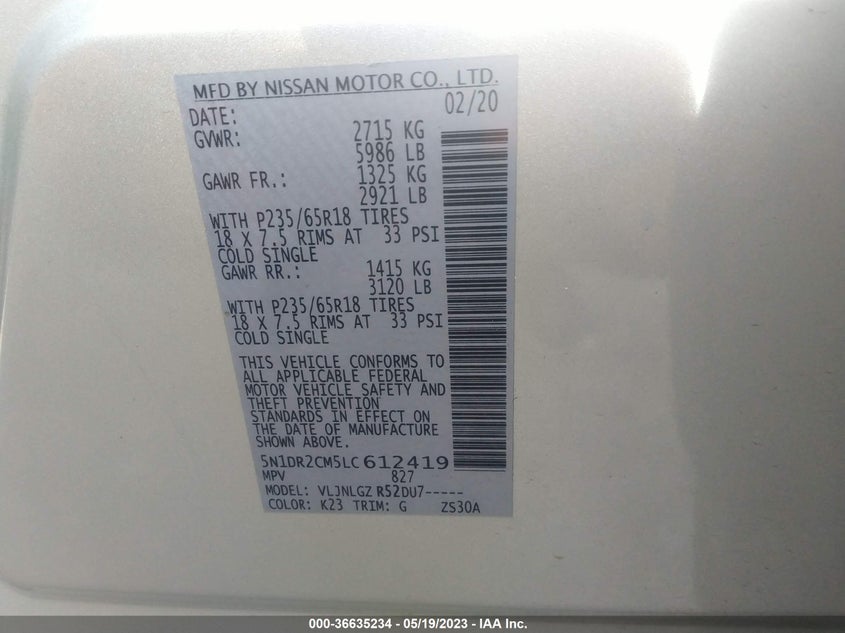 MFD BY NISSAN MOTOR CO., LTD.
DATE: 02/20
GVWR: 2715 KG
5986 LB
GAWR FR.: 1325 KG
2921 LB
WITH P235/65R18 TIRES
18 X 7.5 RIMS AT 33 PSI
COLD SINGLE
GAWR RR.: 1415 KG
3120 LB
WITH P235/65R18 TIRES
18 X 7.5 RIMS AT 33 PSI
COLD SINGLE
THIS VEHICLE CONFORMS TO
ALL APPLICABLE FEDERAL
MOTOR VEHICLE SAFETY AND
THEFT PREVENTION
STANDARDS IN EFFECT ON
THE DATE OF MANUFACTURE
SHOWN ABOVE.
5N1DR2CM5LC612419
MPV 827
MODEL: VLJNLGZ R52DU7-----
COLOR: K23 TRIM: G ZS30A
000-36635234 - 05/19/2023 - IAA Inc.